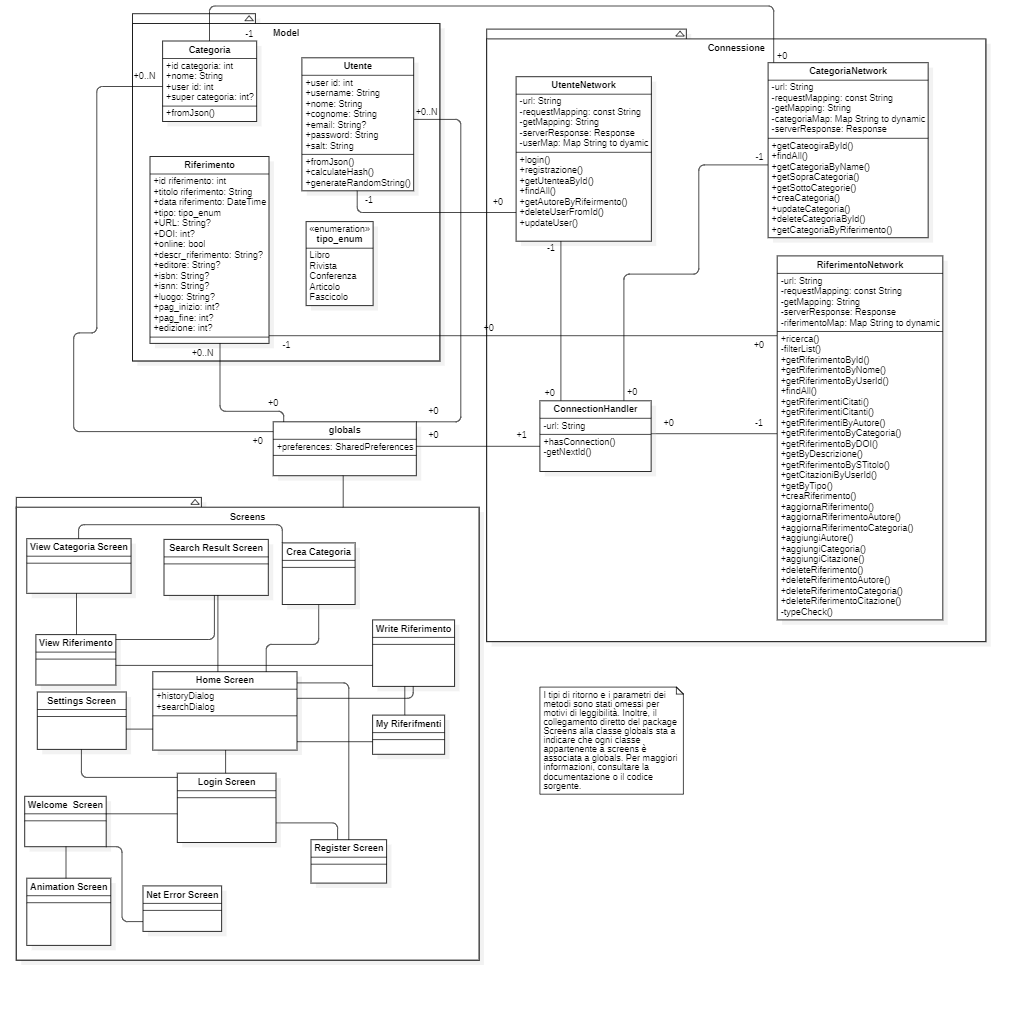 Model
-1
Categoria
+id categoria: int
+nome: String
+user id: int
+super categoria: int?
+fromJson()
+0..N
Utente
+user id: int
+username: String
+nome: String
+cognome: String
+email: String?
+password: String
+salt: String
+fromJson()
+calculateHash()
+generateRandomString()
+0..N
-1
Riferimento
+id riferimento: int
+titolo riferimento: String
+data riferimento: DateTime
+tipo: tipo_enum
+URL: String?
+DOI: int?
+online: bool
+descr_riferimento: String?
+editore: String?
+isbn: String?
+isnn: String?
+luogo: String?
+pag_inizio: int?
+pag_fine: int?
+edizione: int?
+0..N
-1
«enumeration»
tipo_enum
Libro
Rivista
Conferenza
Articolo
Fascicolo
Connessione
+0
UtenteNetwork
-url: String
-requestMapping: const String
-getMapping: String
-serverResponse: Response
-userMap: Map String to dyamic
+login()
+registrazione()
+getUtenteaById()
+findAll()
+getAutoreByRifeirmento()
+deleteUserFromId()
+updateUser()
+0
-1
CategoriaNetwork
-url: String
-requestMapping: const String
-getMapping: String
-categoriaMap: Map String to dynamic
-serverResponse: Response
+getCateogiraById()
+findAll()
+getCategoriaByName()
+getSopraCategoria()
+getSottoCategorie()
+creaCategoria()
+updateCategoria()
+deleteCategoriaById()
+getCategoriaByRiferimento()
-1
RiferimentoNetwork
-url: String
-requestMapping: const String
-getMapping: String
-serverResponse: Response
-riferimentoMap: Map String to dynamic
+ricerca()
-filterList()
+getRiferimentoById()
+getRiferimentoByNome()
+getRiferimentoByUserId()
+findAll()
+getRiferimentiCitati()
+getRiferimentiCitanti()
+getRiferimentiByAutore()
+getRiferimentoByCategoria()
+getRiferimentoByDOI()
+getByDescrizione()
+getRiferimentoBySTitolo()
+getCitazioniByUserId()
+getByTipo()
+creaRiferimento()
+aggiornaRiferimento()
+aggiornaRiferimentoAutore()
+aggiornaRiferimentoCategoria()
+aggiungiAutore()
+aggiungiCategoria()
+aggiungiCitazione()
+deleteRiferimento()
+deleteRiferimentoAutore()
+deleteRiferimentoCategoria()
+deleteRiferimentoCitazione()
-typeCheck()
+0
+0
+0
+0
ConnectionHandler
-url: String
+hasConnection()
-getNextId()
+0
-1
+1
+0
+0
+0
+0
globals
+preferences: SharedPreferences
Screens
View Categoria Screen
Search Result Screen
Crea Categoria
View Riferimento
Write Riferimento
Home Screen
+historyDialog
+searchDialog
Settings Screen
My Riferifmenti
Login Screen
Welcome  Screen
Register Screen
Animation Screen
Net Error Screen
I tipi di ritorno e i parametri dei
metodi sono stati omessi per
motivi di leggibilità. Inoltre, il
collegamento diretto del package
Screens alla classe globals sta a
indicare che ogni classe
appartenente a screens è
associata a globals. Per maggiori
informazioni, consultare la
documentazione o il codice
sorgente.